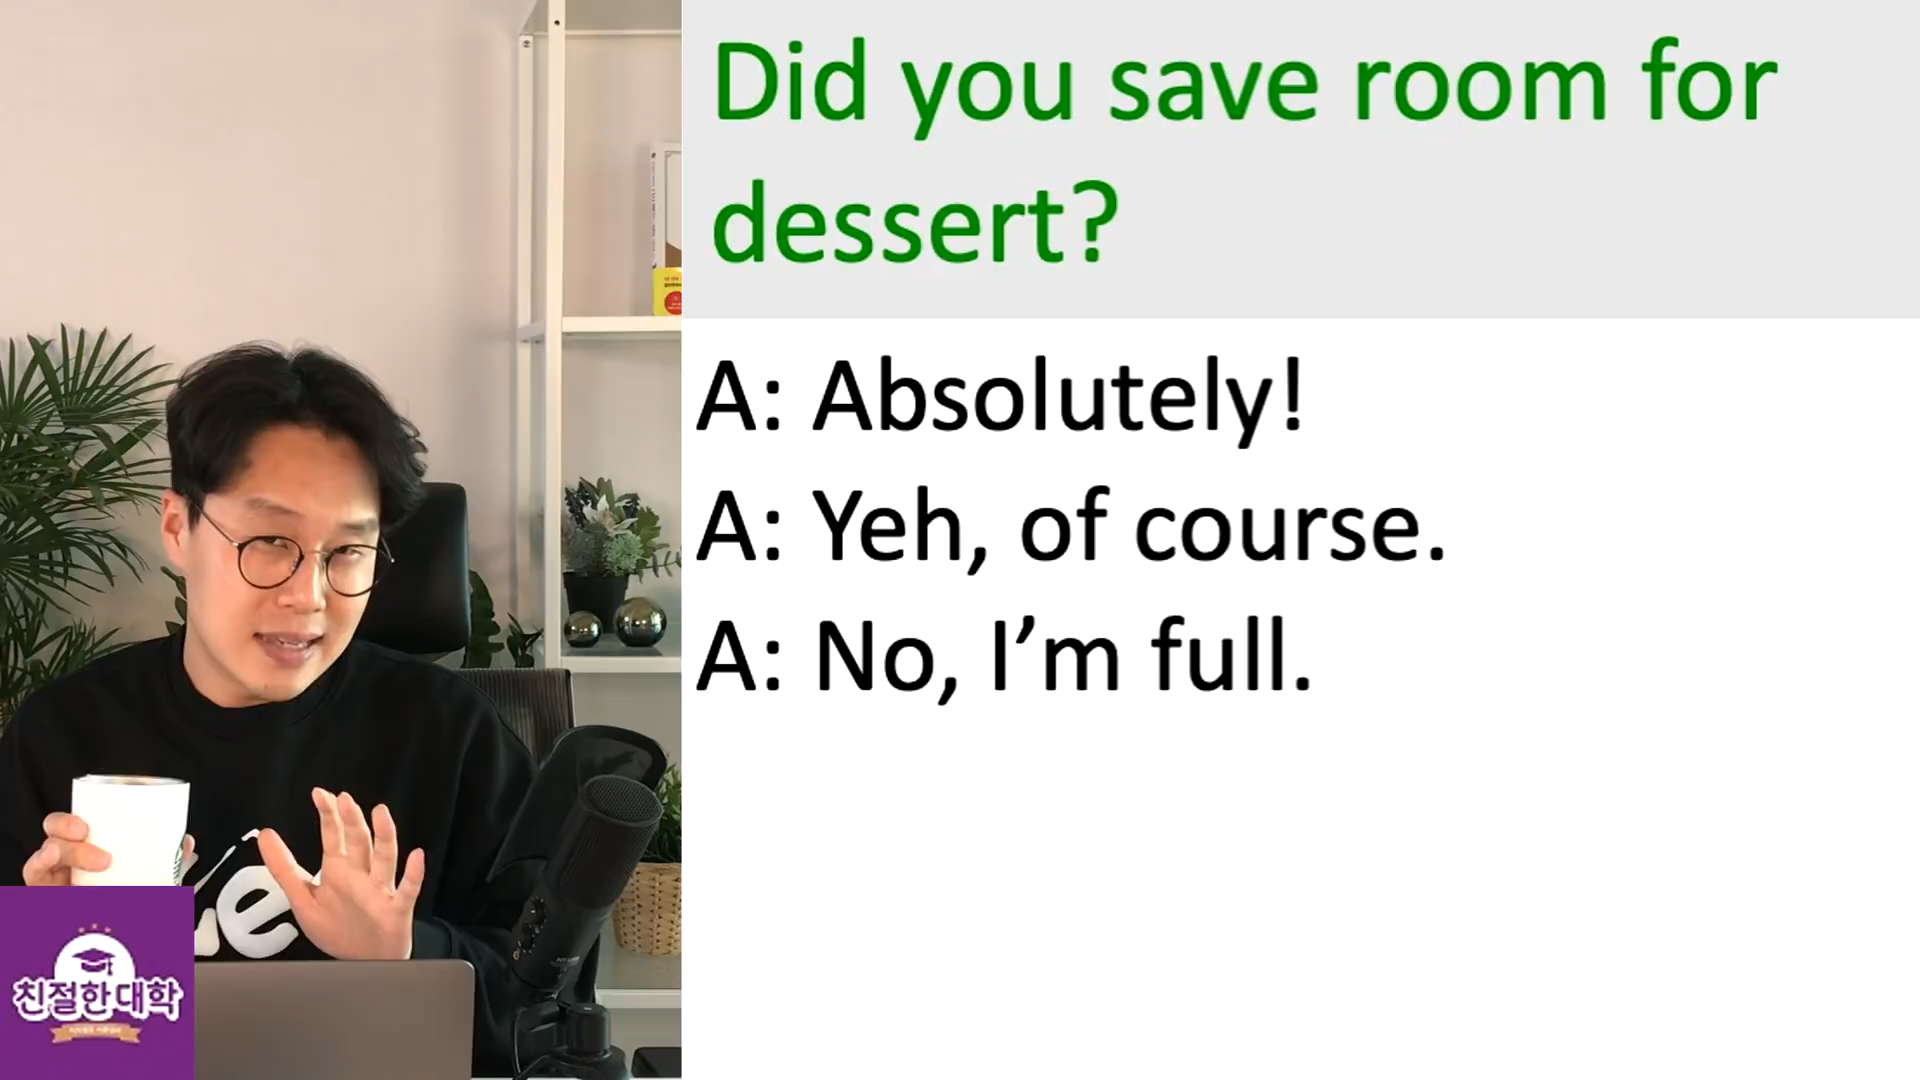 Did you save room for
dessert?
A: Absolutely!
A: Yeh, of course.
A: No, I’m full.
친절한대학